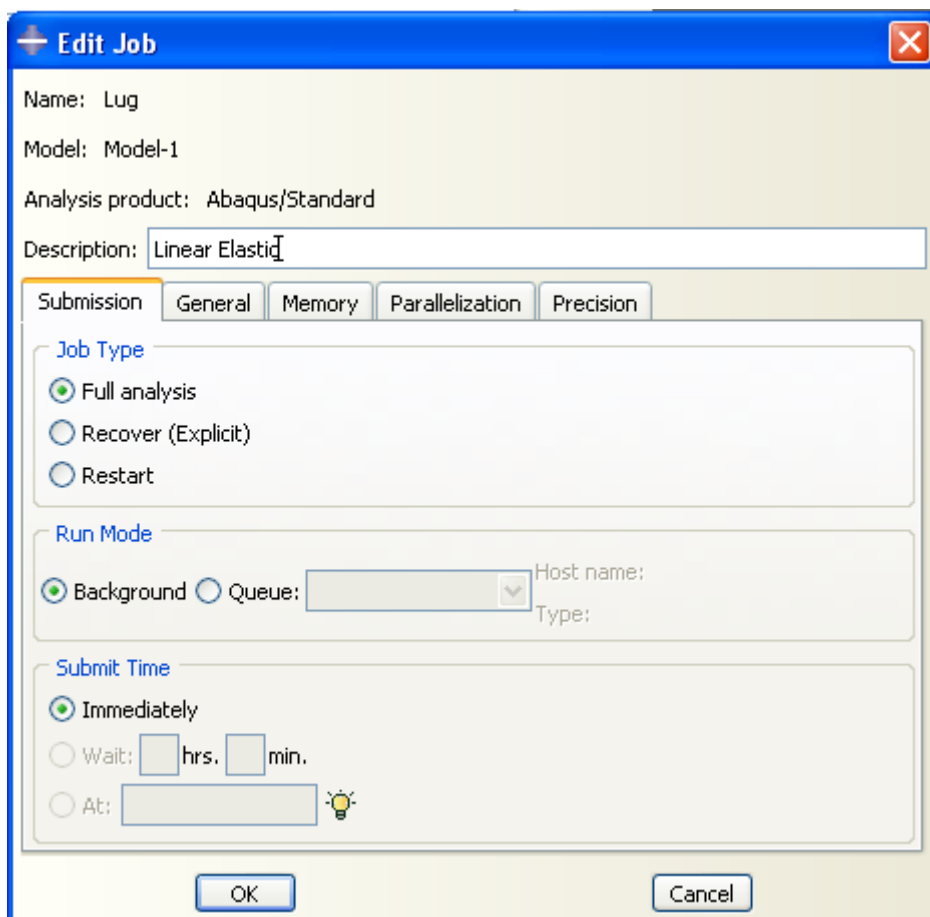 Edit Job
Name: Lug
Model: Model-1
Analysis product: Abaqus/Standard
Description: Linear Elastic
Submission General Memory Parallelization Precision
Job Type
Full analysis
Recover (Explicit)
Restart
Run Mode
Background Queue: Host name:
Type:
Submit Time
Immediately
Wait: hrs. min.
At:
OK Cancel